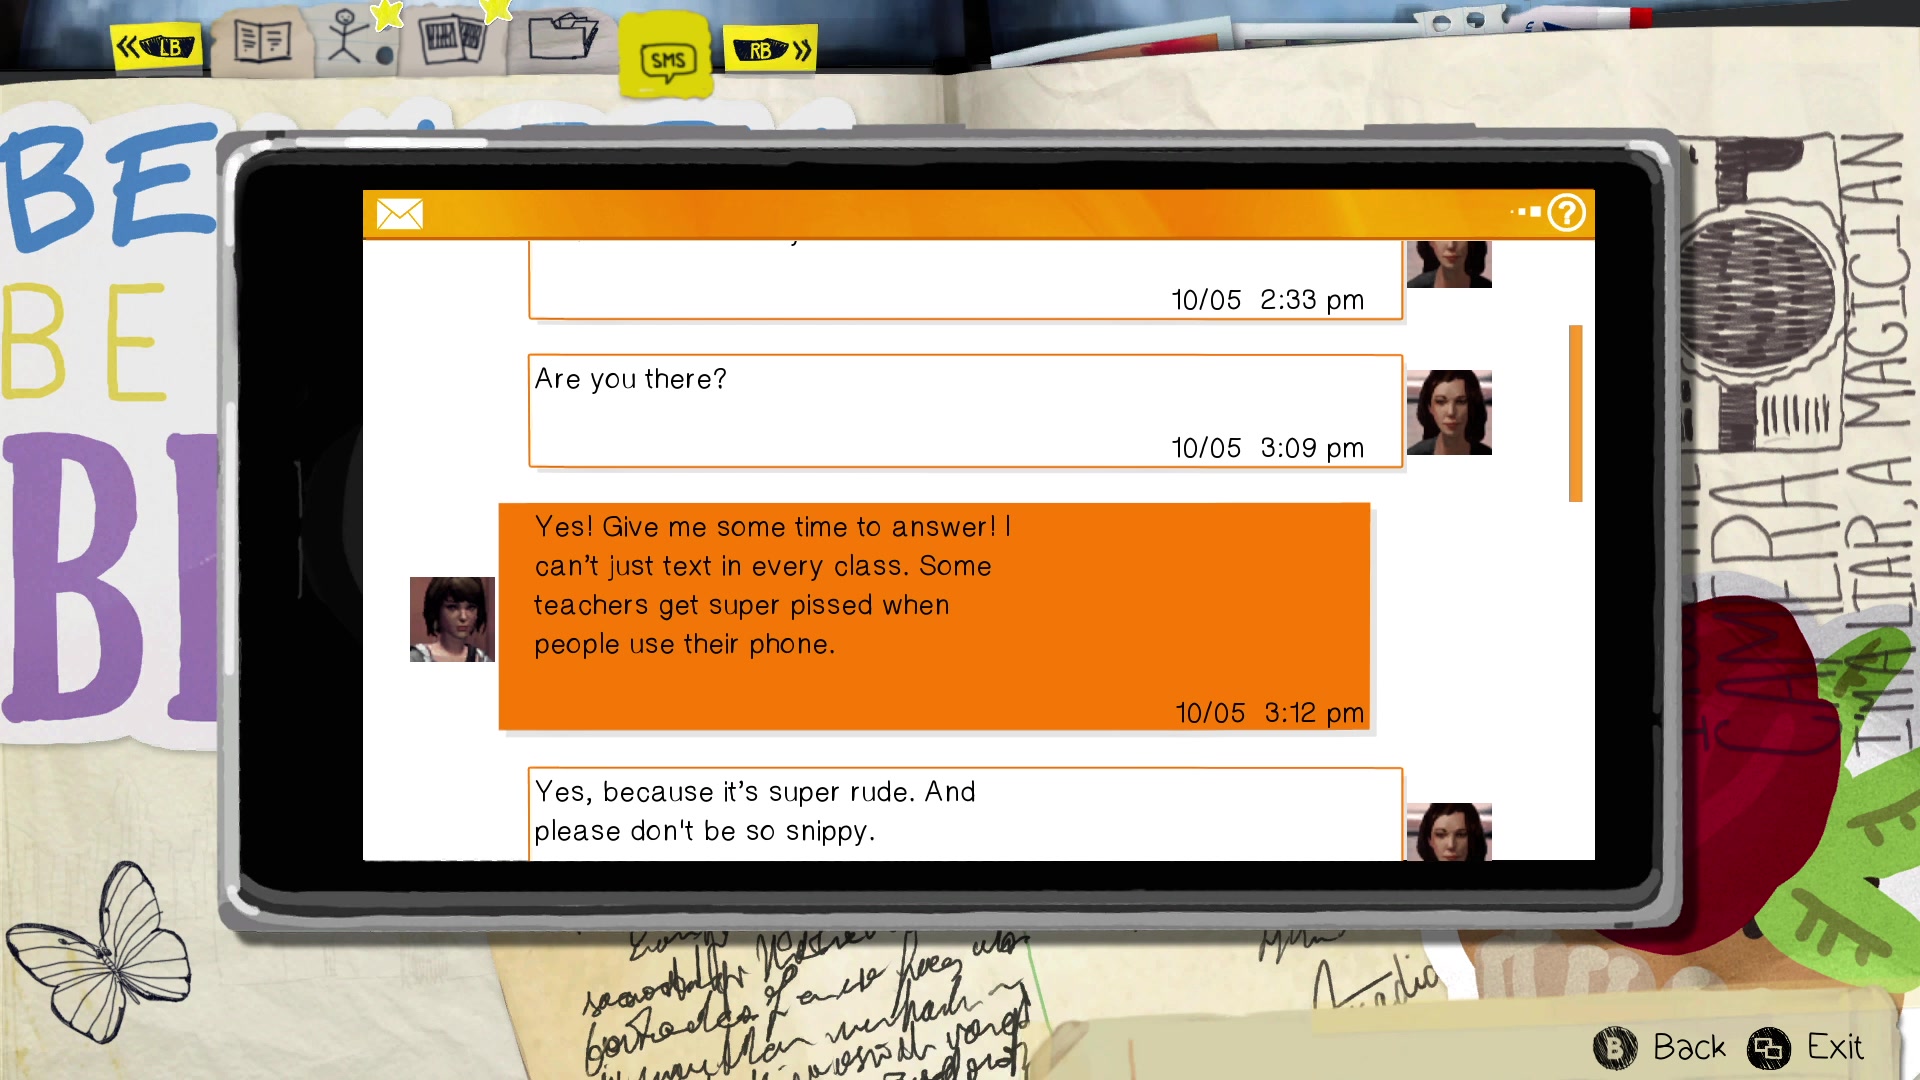 LB
SMS
RB
BE
BE
10/05 2:33 pm
Are you there?
10/05 3:09 pm
Yes! Give me some time to answer! I
can’t just text in every class. Some
teachers get super pissed when
people use their phone.
10/05 3:12 pm
Yes, because it’s super rude. And
please don't be so snippy.
CAMERA
I'M A LIAR, A MAGICIAN
B Back
Exit